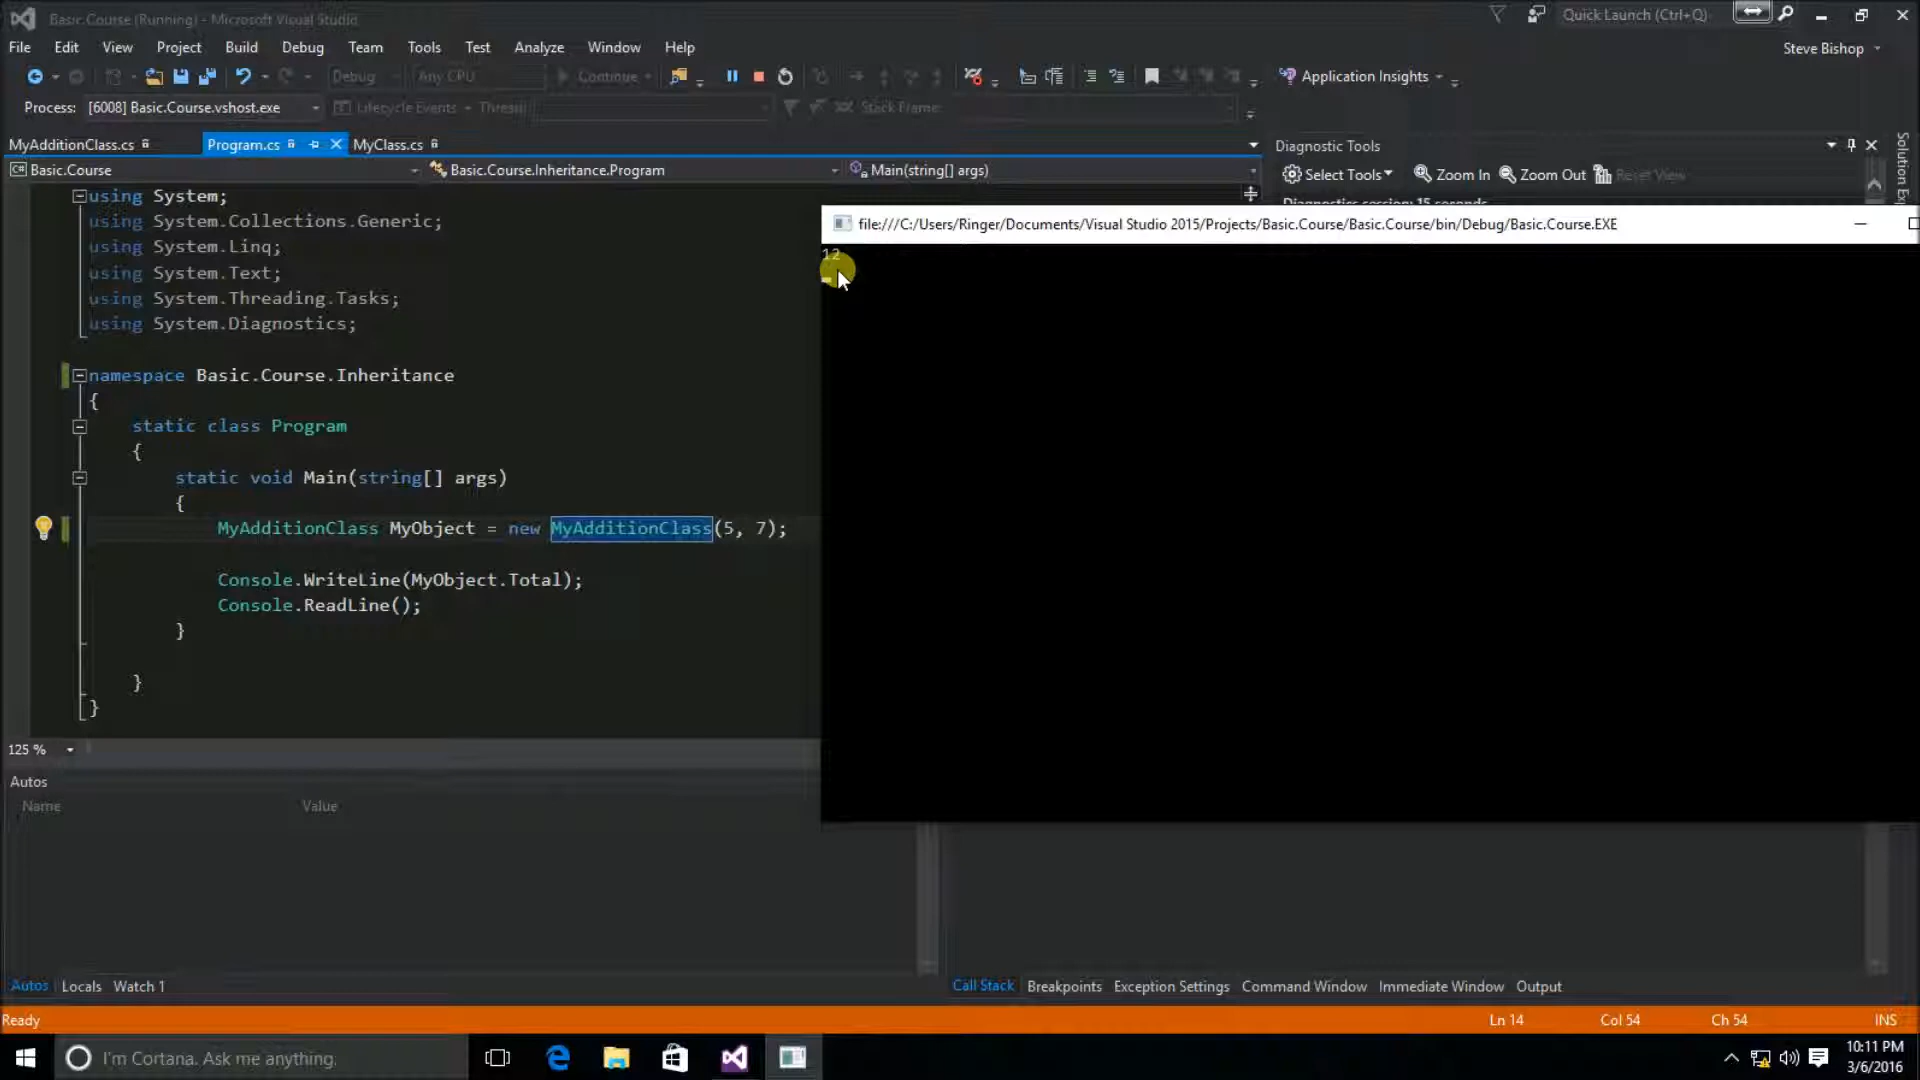 Basic.Course (Running) - Microsoft Visual Studio
Quick Launch (Ctrl+Q)
File Edit View Project Build Debug Team Tools Test Analyze Window Help
Steve Bishop
Debug Any CPU Continue Application Insights
Process: [6008] Basic.Course.vshost.exe Lifecycle Events Thread: Stack Frame:
MyAdditionClass.cs Program.cs MyClass.cs
Diagnostic Tools
Solution Ex
C# Basic.Course Basic.Course.Inheritance.Program Main(string[] args)
Select Tools Zoom In Zoom Out Reset View
Diagnostics session: 15 seconds
using System;
using System.Collections.Generic;
using System.Linq;
using System.Text;
using System.Threading.Tasks;
using System.Diagnostics;
namespace Basic.Course.Inheritance
{
static class Program
{
static void Main(string[] args)
{
MyAdditionClass MyObject = new MyAdditionClass(5, 7);
Console.WriteLine(MyObject.Total);
Console.ReadLine();
}
}
}
file:///C:/Users/Ringer/Documents/Visual Studio 2015/Projects/Basic.Course/Basic.Course/bin/Debug/Basic.Course.EXE
12
125 %
Autos
Name Value
Autos Locals Watch 1
Call Stack Breakpoints Exception Settings Command Window Immediate Window Output
Ready Ln 14 Col 54 Ch 54 INS
I'm Cortana. Ask me anything.
10:11 PM
3/6/2016